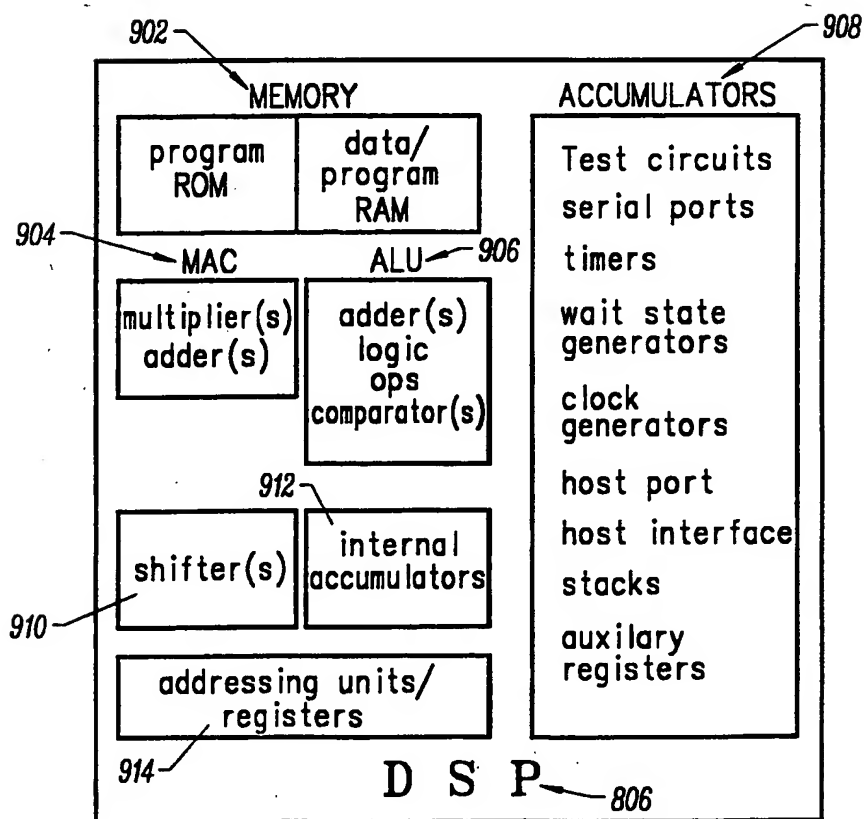 902
908
MEMORY
ACCUMULATORS
program
ROM
data/
program
RAM
904
MAC
ALU
906
multiplier(s)
adder(s)
adder(s)
logic
ops
comparator(s)
912
shifter(s)
internal
accumulators
910
addressing units/
registers
914
Test circuits
serial ports
timers
wait state
generators
clock
generators
host port
host interface
stacks
auxilary
registers
D S P
806